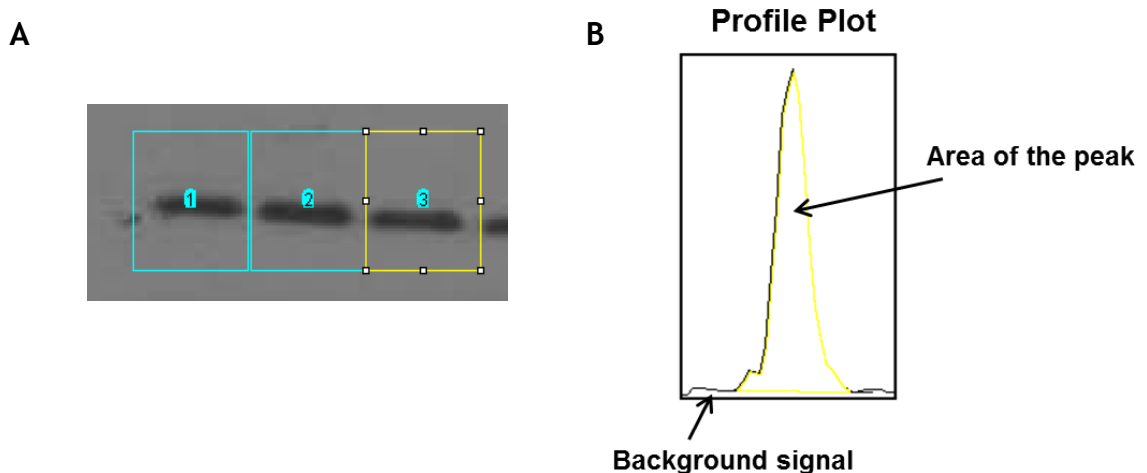 A
1
2
3
B
Profile Plot
Area of the peak
Background signal